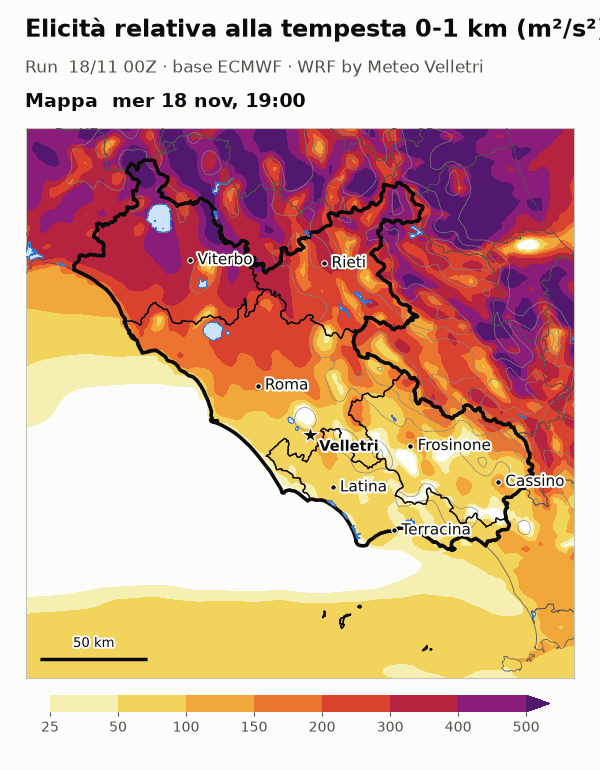 Elicità relativa alla tempesta 0-1 km (m²/s²)
Run 18/11 00Z · base ECMWF · WRF by Meteo Velletri
Mappa mer 18 nov, 19:00
Viterbo
Rieti
Roma
Velletri
Frosinone
Cassino
Latina
Terracina
50 km
25 50 100 150 200 300 400 500